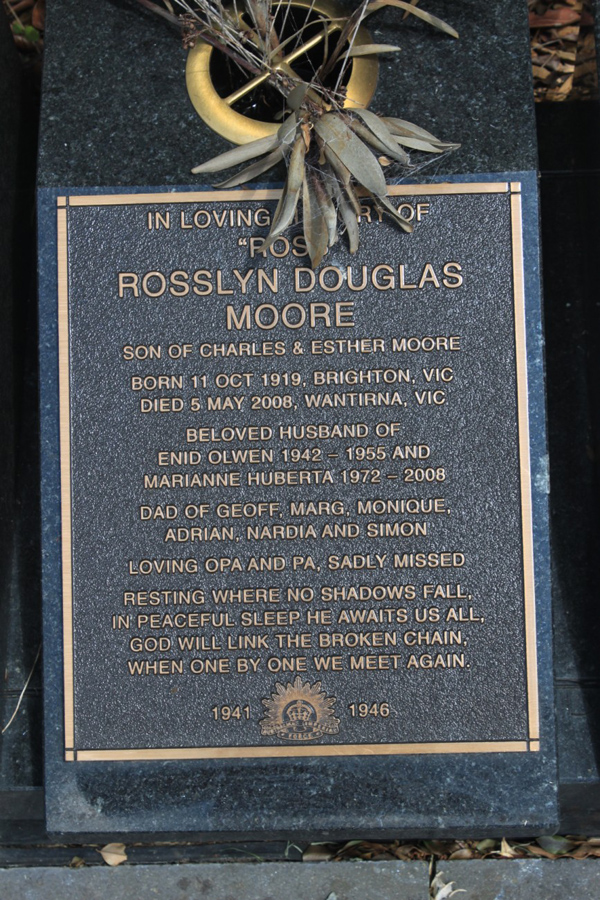 IN LOVING RY OF
"ROS
ROSSLYN DOUGLAS
MOORE
SON OF CHARLES & ESTHER MOORE
BORN 11 OCT 1919, BRIGHTON, VIC
DIED 5 MAY 2008, WANTIRNA, VIC
BELOVED HUSBAND OF
ENID OLWEN 1942 – 1955 AND
MARIANNE HUBERTA 1972 – 2008
DAD OF GEOFF, MARG, MONIQUE,
ADRIAN, NARDIA AND SIMON
LOVING OPA AND PA, SADLY MISSED
RESTING WHERE NO SHADOWS FALL,
IN PEACEFUL SLEEP HE AWAITS US ALL,
GOD WILL LINK THE BROKEN CHAIN,
WHEN ONE BY ONE WE MEET AGAIN.
1941 1946